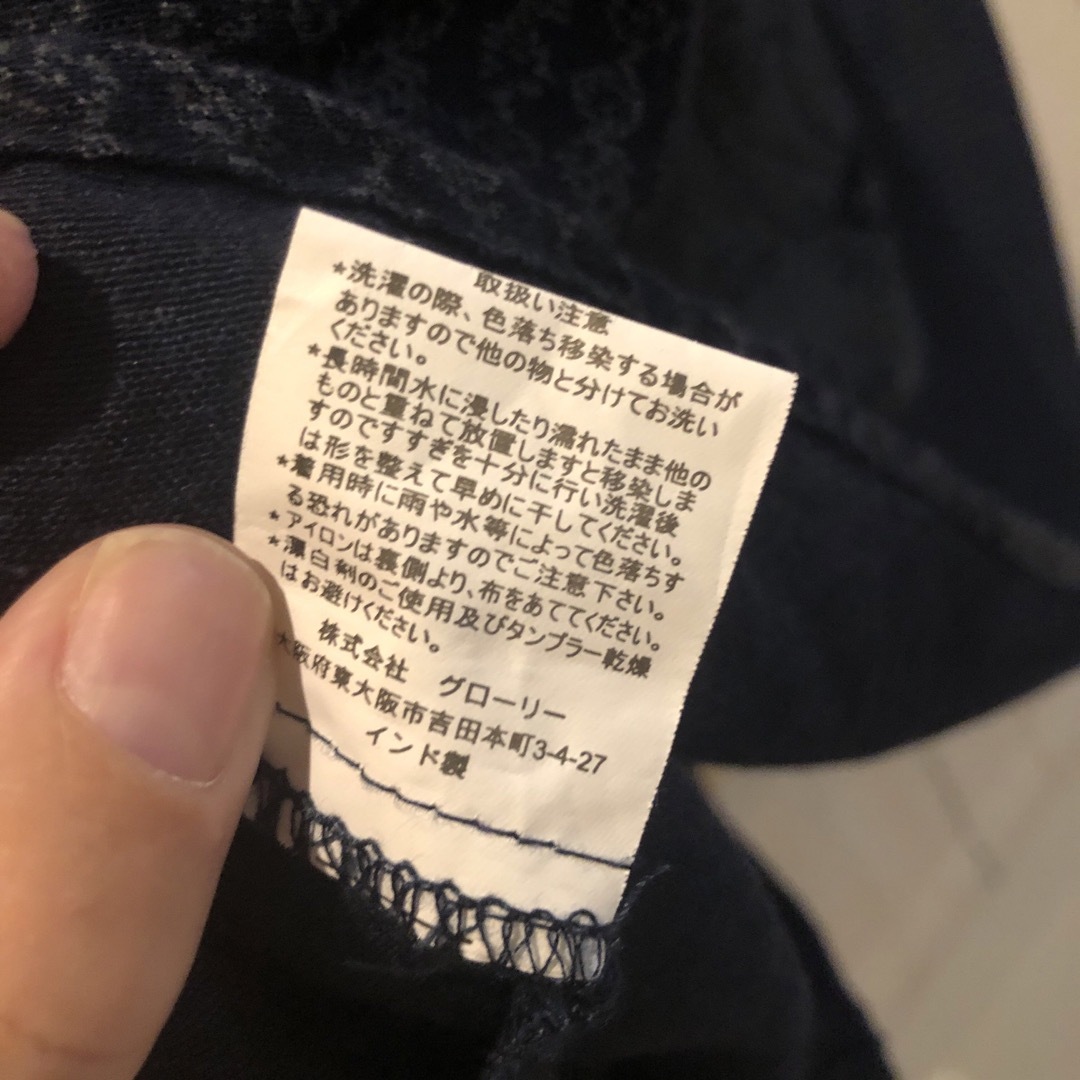 取扱い注意
*洗濯の際、色落ち移染する場合が
ありますので他の物と分けてお洗い
ください。
*長時間水に浸したり濡れたまま他の
ものと重ねて放置しますと移染しま
すのですすぎを十分に行い洗濯後
は形を整えて早めに干してください。
*着用時に雨や水等によって色落ちす
る恐れがありますのでご注意下さい。
*アイロンは裏側より、布をあててください。
*漂白剤のご使用及びタンブラー乾燥
はお避けください。
株式会社 グローリー
大阪府東大阪市吉田本町3-4-27
インド製